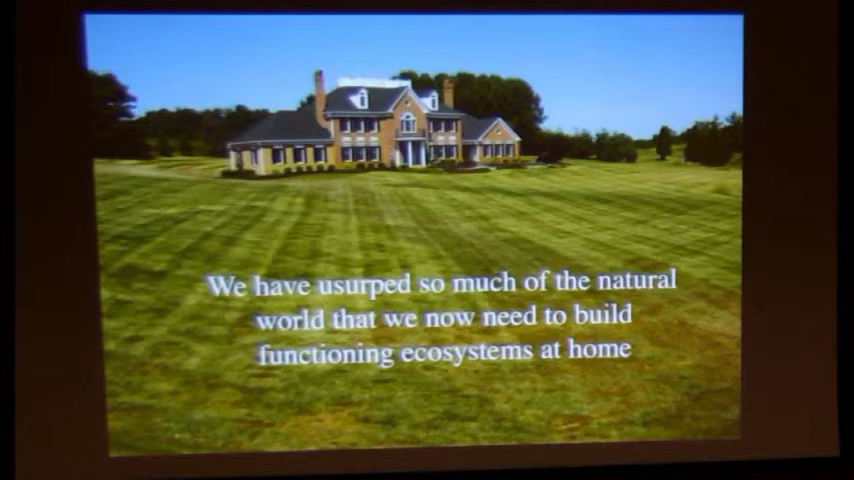 We have usurped so much of the natural
world that we now need to build
functioning ecosystems at home